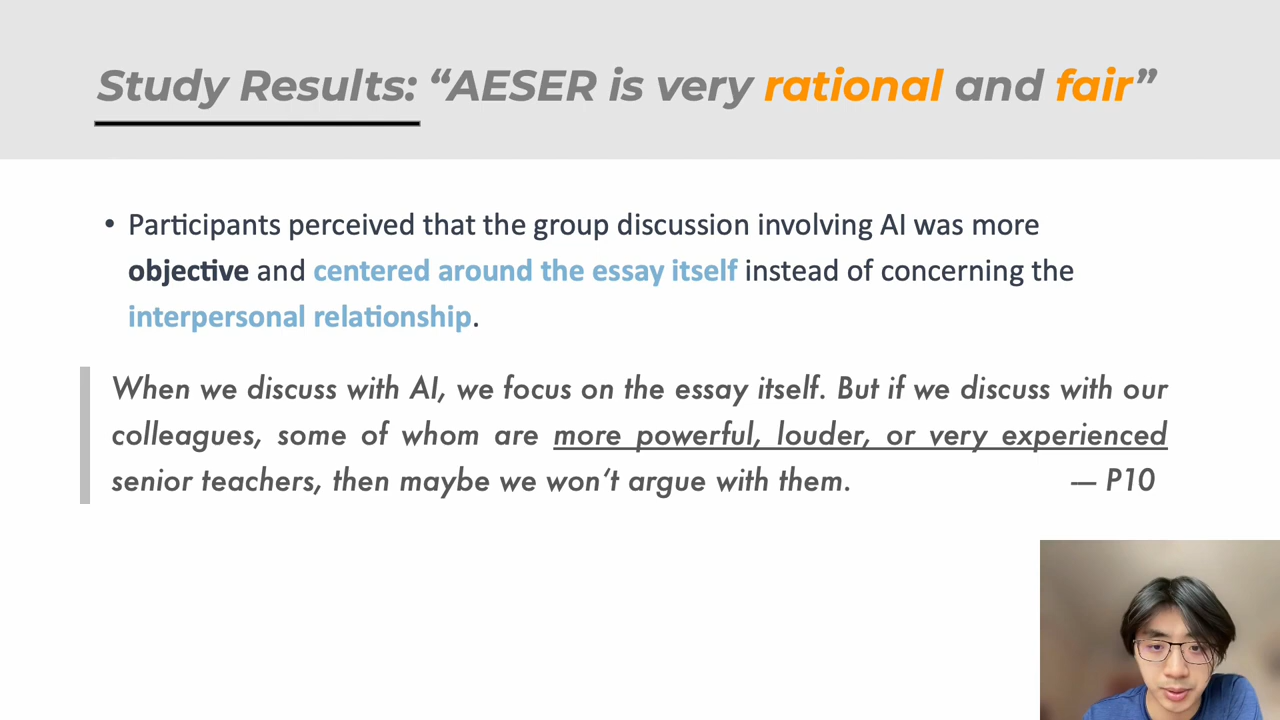 Study Results: “AESER is very rational and fair”
• Participants perceived that the group discussion involving AI was more
objective and centered around the essay itself instead of concerning the
interpersonal relationship.
When we discuss with AI, we focus on the essay itself. But if we discuss with our
colleagues, some of whom are more powerful, louder, or very experienced
senior teachers, then maybe we won‘t argue with them. — P10